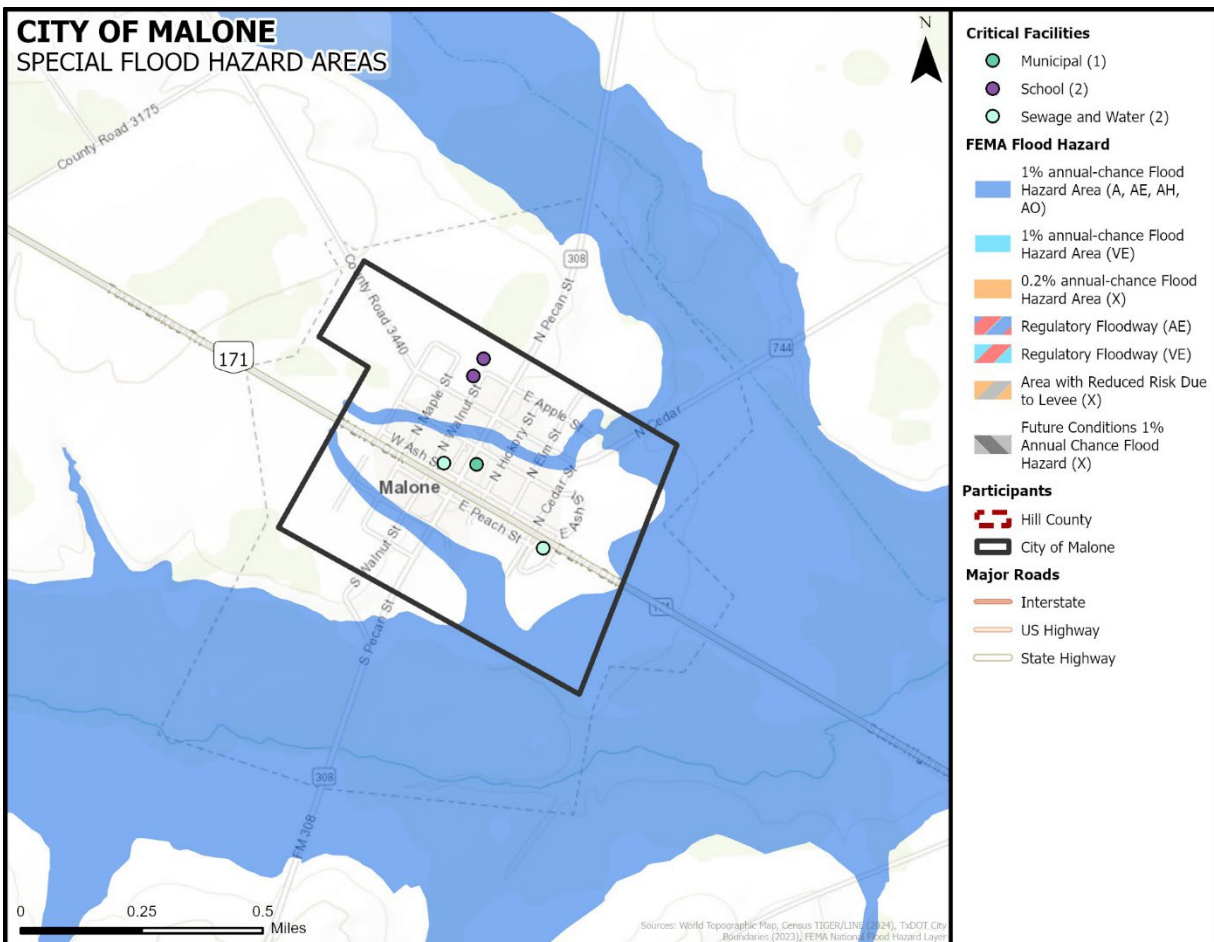 CITY OF MALONE
SPECIAL FLOOD HAZARD AREAS
N
County Road 3175
171
County Road 3440
308
N Pecan St
744
N Maple St
N Walnut St
E Apple St
N Cedar
W Ash S
N Hickory St
N Elm St
Malone
N Cedar St
E Ash
St
E Peach St
S Walnut St
S Pecan St
171
308
FM 308
0 0.25 0.5
Miles
Sources: World Topographic Map, Census TIGER/LINE (2024), TxDOT City
Boundaries (2023), FEMA National Flood Hazard Layer
Critical Facilities
Municipal (1)
School (2)
Sewage and Water (2)
FEMA Flood Hazard
1% annual-chance Flood
Hazard Area (A, AE, AH,
AO)
1% annual-chance Flood
Hazard Area (VE)
0.2% annual-chance Flood
Hazard Area (X)
Regulatory Floodway (AE)
Regulatory Floodway (VE)
Area with Reduced Risk Due
to Levee (X)
Future Conditions 1%
Annual Chance Flood
Hazard (X)
Participants
Hill County
City of Malone
Major Roads
Interstate
US Highway
State Highway